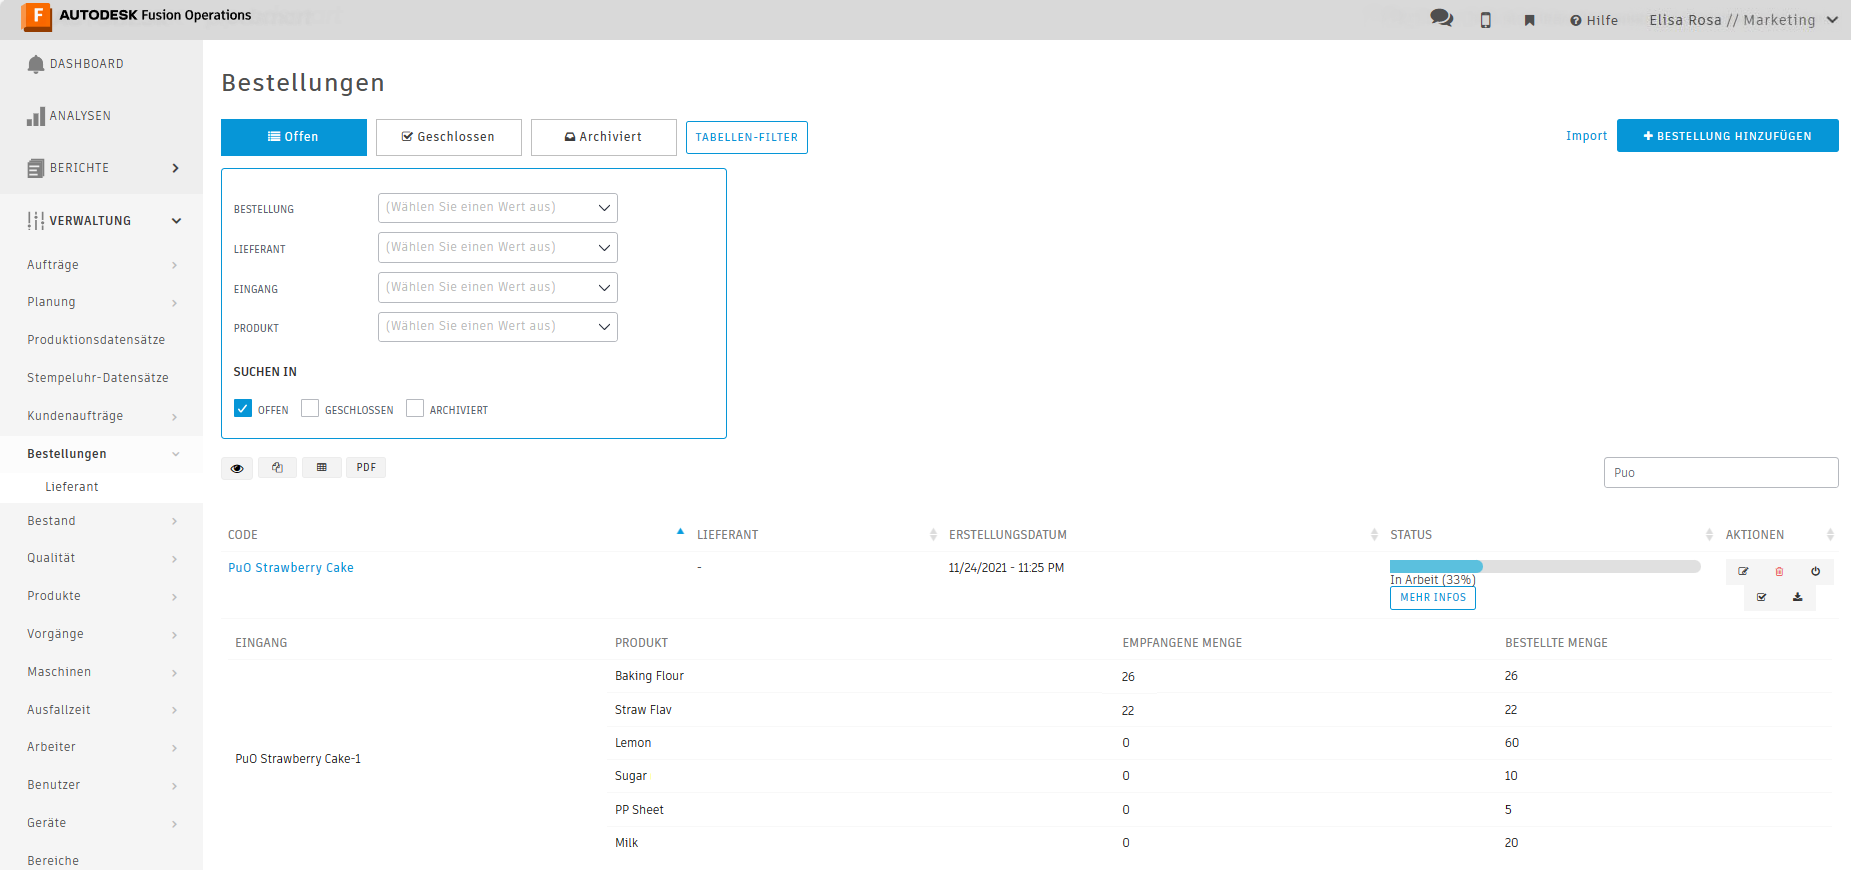 AUTODESK Fusion Operations
Hilfe
Elisa Rosa // Marketing
DASHBOARD
ANALYSEN
BERICHTE
VERWALTUNG
Aufträge
Planung
Produktionsdatensätze
Stempeluhr-Datensätze
Kundenaufträge
Bestellungen
Lieferant
Bestand
Qualität
Produkte
Vorgänge
Maschinen
Ausfallzeit
Arbeiter
Benutzer
Geräte
Bereiche
Bestellungen
Offen
Geschlossen
Archiviert
TABELLEN-FILTER
Import
BESTELLUNG HINZUFÜGEN
BESTELLUNG (Wählen Sie einen Wert aus)
LIEFERANT (Wählen Sie einen Wert aus)
EINGANG (Wählen Sie einen Wert aus)
PRODUKT (Wählen Sie einen Wert aus)
SUCHEN IN
OFFEN GESCHLOSSEN ARCHIVIERT
PDF
Puo
CODE LIEFERANT ERSTELLUNGSDATUM STATUS AKTIONEN
PuO Strawberry Cake - 11/24/2021 - 11:25 PM
In Arbeit (33%)
MEHR INFOS
EINGANG PRODUKT EMPFANGENE MENGE BESTELLTE MENGE
PuO Strawberry Cake-1
Baking Flour 26 26
Straw Flav 22 22
Lemon 0 60
Sugar 0 10
PP Sheet 0 5
Milk 0 20